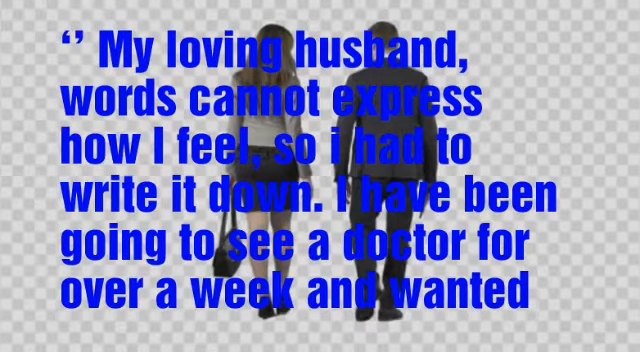 ‘’ My loving husband,
words cannot express
how I feel, so i had to
write it down. I have been
going to see a doctor for
over a week and wanted